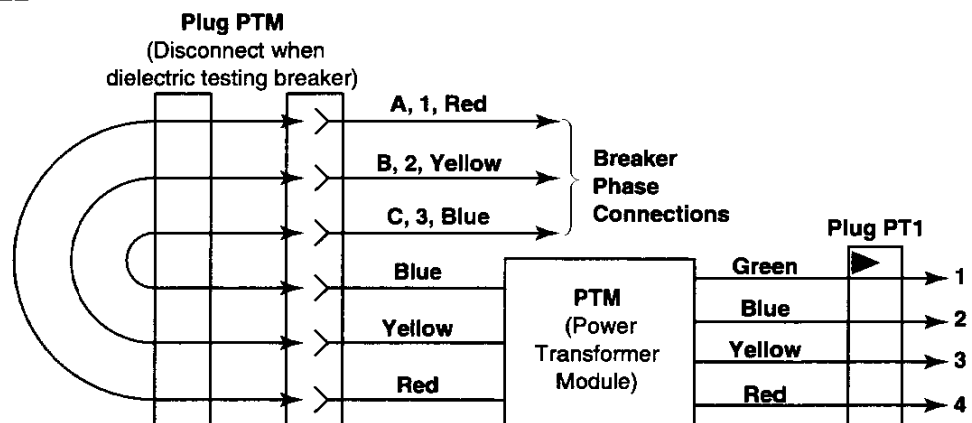 Plug PTM
(Disconnect when
dielectric testing breaker)
A, 1, Red
B, 2, Yellow
C, 3, Blue
Breaker
Phase
Connections
Plug PT1
Blue
Yellow
Red
PTM
(Power
Transformer
Module)
Green
1
Blue
2
Yellow
3
Red
4